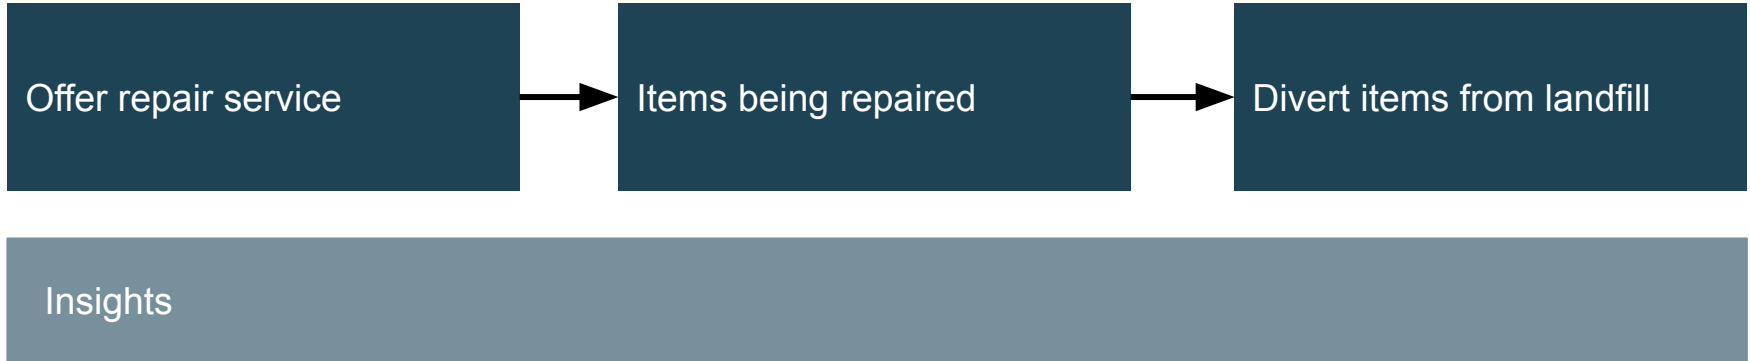 Offer repair service
Items being repaired
Divert items from landfill
Insights